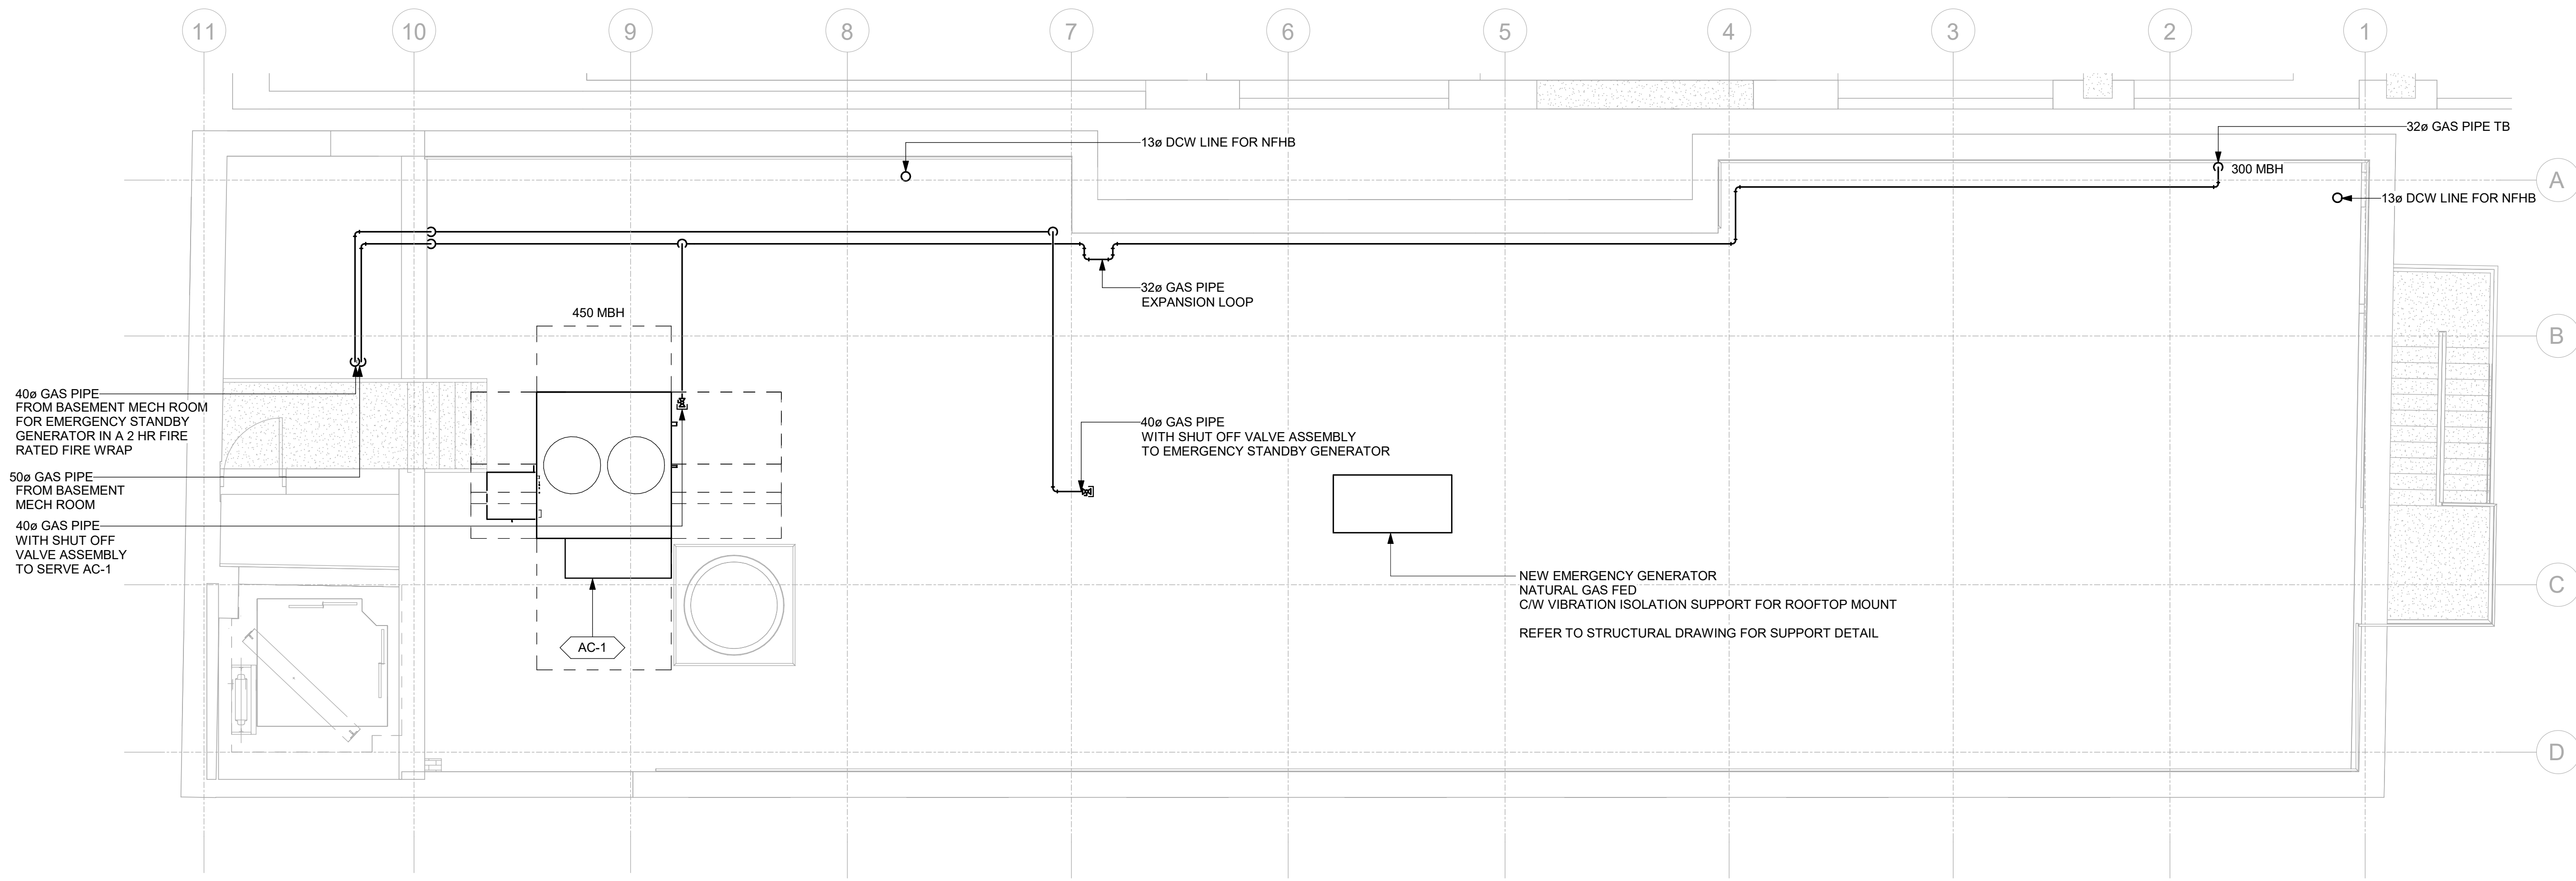 11
10
9
8
7
6
5
4
3
2
1
32ø GAS PIPE TB
13ø DCW LINE FOR NFHB
300 MBH
A
13ø DCW LINE FOR NFHB
32ø GAS PIPE
EXPANSION LOOP
450 MBH
B
40ø GAS PIPE
FROM BASEMENT MECH ROOM
FOR EMERGENCY STANDBY
GENERATOR IN A 2 HR FIRE
RATED FIRE WRAP
50ø GAS PIPE
FROM BASEMENT
MECH ROOM
40ø GAS PIPE
WITH SHUT OFF
VALVE ASSEMBLY
TO SERVE AC-1
40ø GAS PIPE
WITH SHUT OFF VALVE ASSEMBLY
TO EMERGENCY STANDBY GENERATOR
NEW EMERGENCY GENERATOR
NATURAL GAS FED
C/W VIBRATION ISOLATION SUPPORT FOR ROOFTOP MOUNT
REFER TO STRUCTURAL DRAWING FOR SUPPORT DETAIL
C
AC-1
D